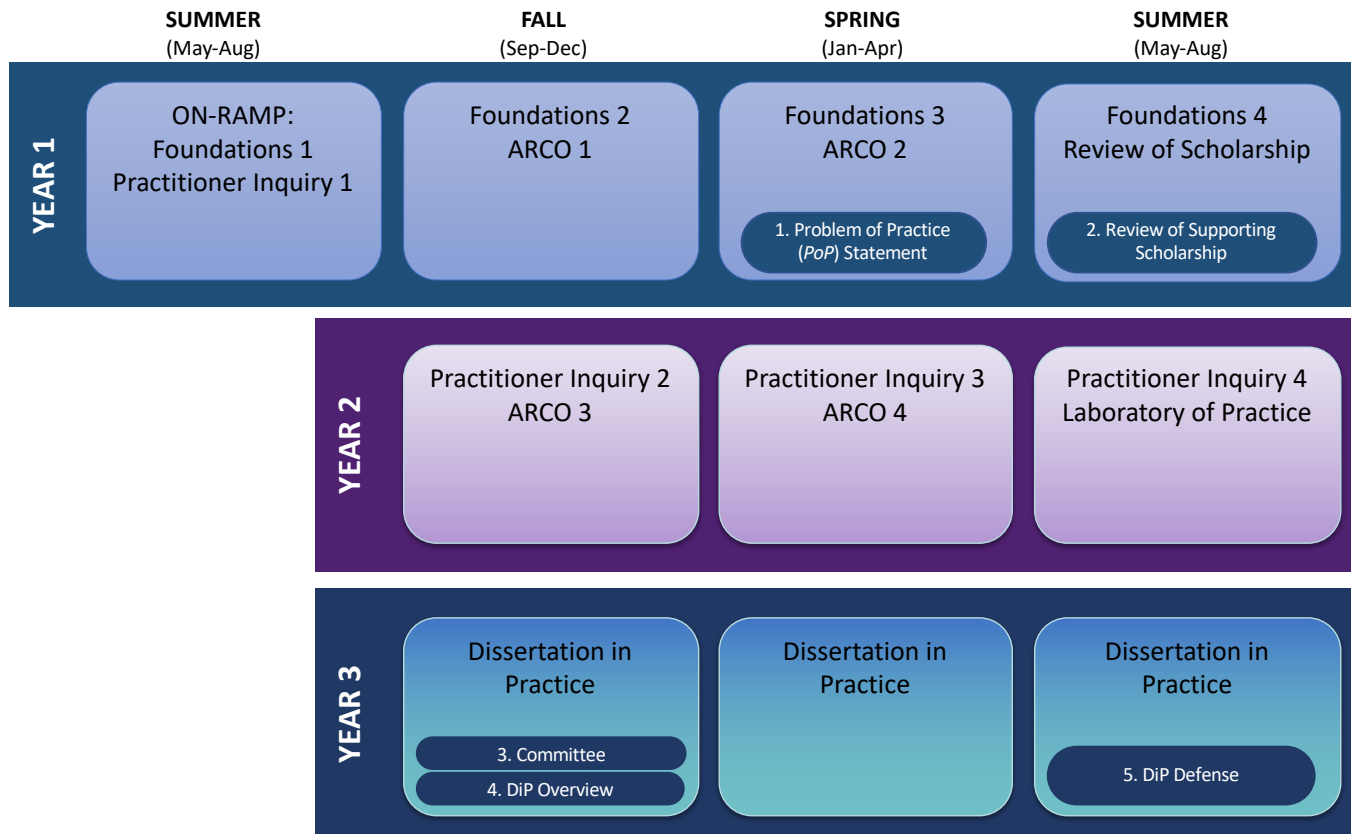 SUMMER
(May-Aug)
FALL
(Sep-Dec)
SPRING
(Jan-Apr)
SUMMER
(May-Aug)
YEAR 1
ON-RAMP:
Foundations 1
Practitioner Inquiry 1
Foundations 2
ARCO 1
Foundations 3
ARCO 2
1. Problem of Practice
(PoP) Statement
Foundations 4
Review of Scholarship
2. Review of Supporting
Scholarship
YEAR 2
Practitioner Inquiry 2
ARCO 3
Practitioner Inquiry 3
ARCO 4
Practitioner Inquiry 4
Laboratory of Practice
YEAR 3
Dissertation in
Practice
3. Committee
4. DiP Overview
Dissertation in
Practice
Dissertation in
Practice
5. DiP Defense